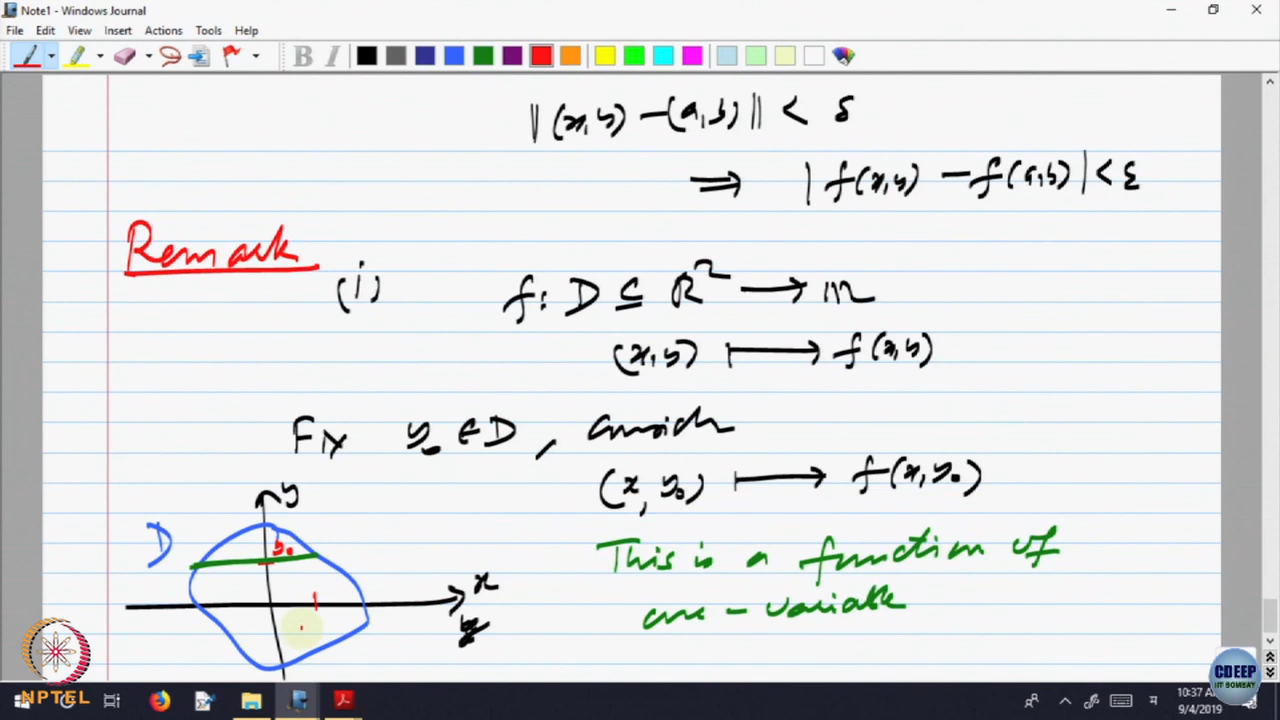 Note1 - Windows Journal
File Edit View Insert Actions Tools Help
B I
‖(x,y) - (a,b)‖ < δ
⟹ |f(x,y) - f(a,b)| < ε
Remark
(i) f: D ⊆ ℝ² ⟶ ℝ
(x,y) ⟼ f(x,y)
Fix y₀ ∈ D, consider
(x, y₀) ⟼ f(x,y₀)
y
D
y₀
This is a function of
x
one-variable
NPTEL
CDEEP
IIT BOMBAY
10:37 A
9/4/2019